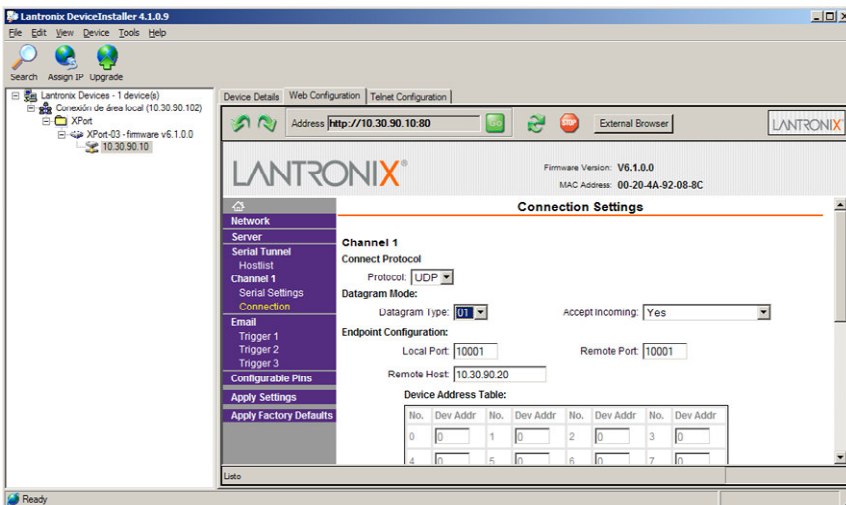 Lantronix DeviceInstaller 4.1.0.9
File Edit View Device Tools Help
Search Assign IP Upgrade
Lantronix Devices - 1 device(s)
Conexión de área local (10.30.90.102)
XPort
XPort-03 - firmware v6.1.0.0
10.30.90.10
Device Details Web Configuration Telnet Configuration
Address http://10.30.90.10:80 GO STOP External Browser LANTRONIX
LANTRONIX®
Firmware Version: V6.1.0.0
MAC Address: 00-20-4A-92-08-8C
Network
Server
Serial Tunnel
Hostlist
Channel 1
Serial Settings
Connection
Email
Trigger 1
Trigger 2
Trigger 3
Configurable Pins
Apply Settings
Apply Factory Defaults
Connection Settings
Channel 1
Connect Protocol
Protocol: UDP
Datagram Mode:
Datagram Type: 01 Accept Incoming: Yes
Endpoint Configuration:
Local Port: 10001 Remote Port: 10001
Remote Host: 10.30.90.20
Device Address Table:
No. Dev Addr No. Dev Addr No. Dev Addr No. Dev Addr
0 0 1 0 2 0 3 0
4 0 5 0 6 0 7 0
Listo
Ready